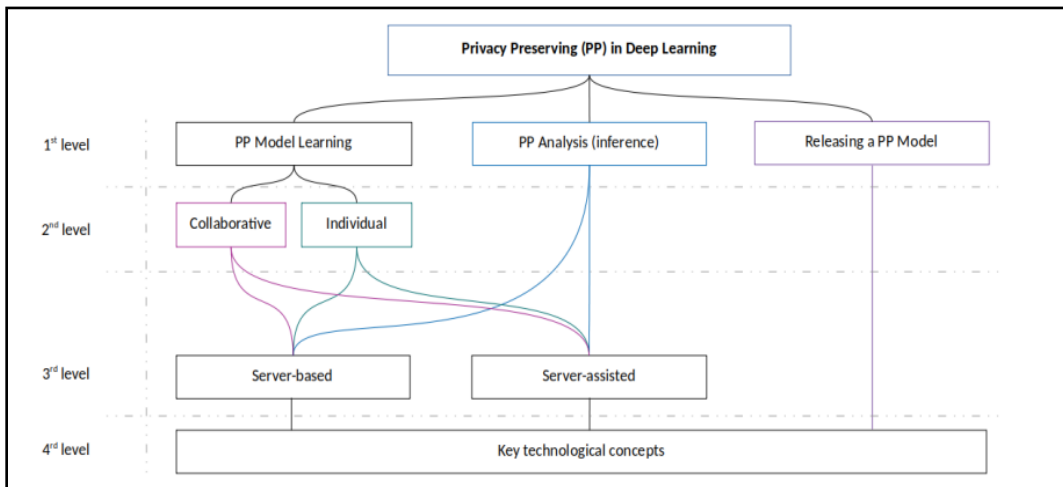 Privacy Preserving (PP) in Deep Learning
1st level
PP Model Learning
PP Analysis (inference)
Releasing a PP Model
2nd level
Collaborative
Individual
3rd level
Server-based
Server-assisted
4rd level
Key technological concepts